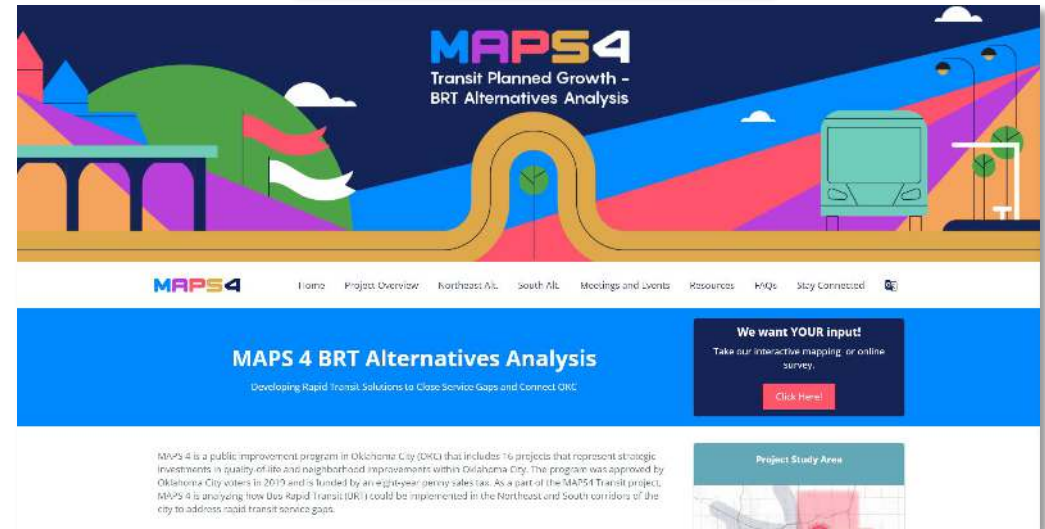 MAPS4
Transit Planned Growth –
BRT Alternatives Analysis
MAPS4
Home Project Overview Northeast Alt. South Alt. Meetings and Events Resources FAQs Stay Connected
MAPS 4 BRT Alternatives Analysis
Developing Rapid Transit Solutions to Close Service Gaps and Connect OKC
We want YOUR input!
Take our interactive mapping or online
survey.
Click Here!
MAPS 4 is a public improvement program in Oklahoma City (OKC) that includes 16 projects that represent strategic
investments in quality-of-life and neighborhood improvements within Oklahoma City. The program was approved by
Oklahoma City voters in 2019 and is funded by an eight-year penny sales tax. As a part of the MAPS4 Transit project,
MAPS 4 is analyzing how Bus Rapid Transit (BRT) could be implemented in the Northeast and South corridors of the
city to address rapid transit service gaps.
Project Study Area